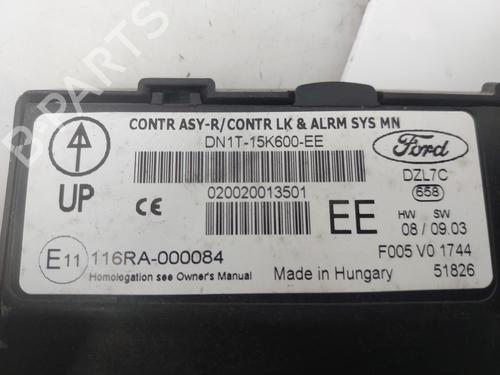 B-PARTS
CONTR ASY-R/CONTR LK & ALRM SYS MN
DN1T-15K600-EE
Ford
UP
CE
020020013501
EE
DZL7C
658
HW SW
08 / 09.03
E11 116RA-000084
Homologation see Owner's Manual
Made in Hungary
F005 V0 1744
51826